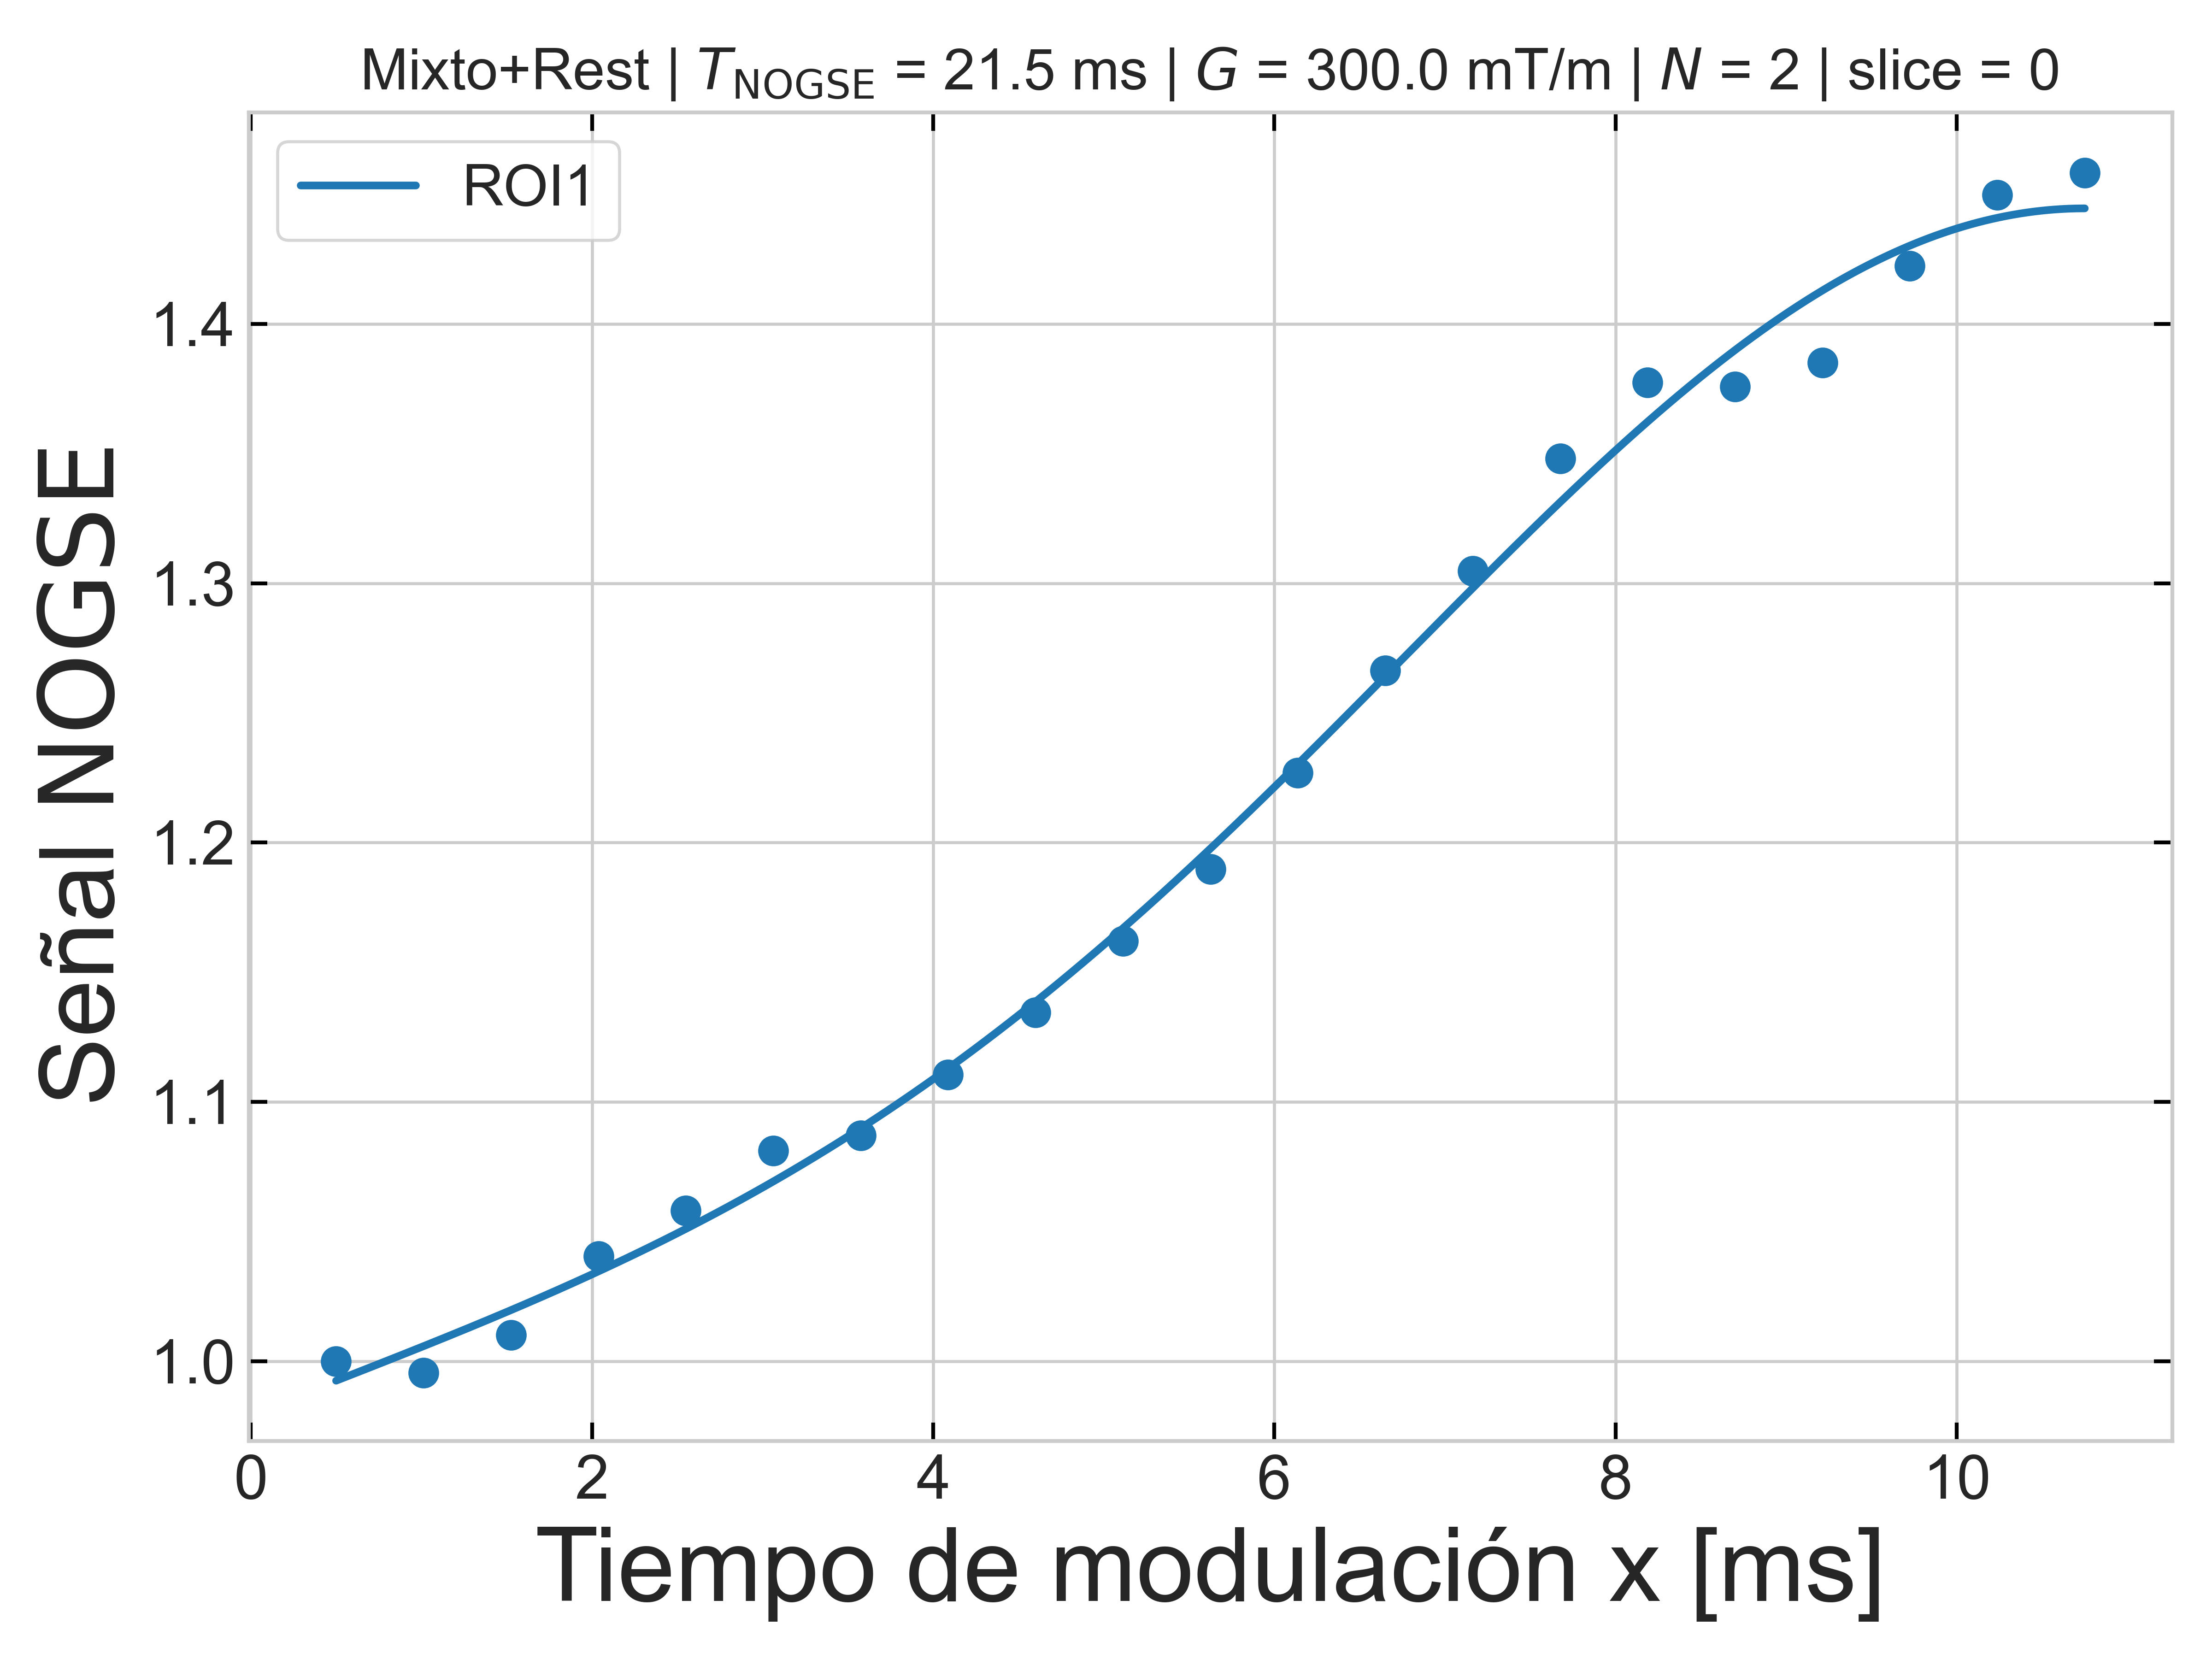 Mixto+Rest | T_NOGSE = 21.5 ms | G = 300.0 mT/m | N = 2 | slice = 0
ROI1
Señal NOGSE
1.4
1.3
1.2
1.1
1.0
0 2 4 6 8 10
Tiempo de modulación x [ms]